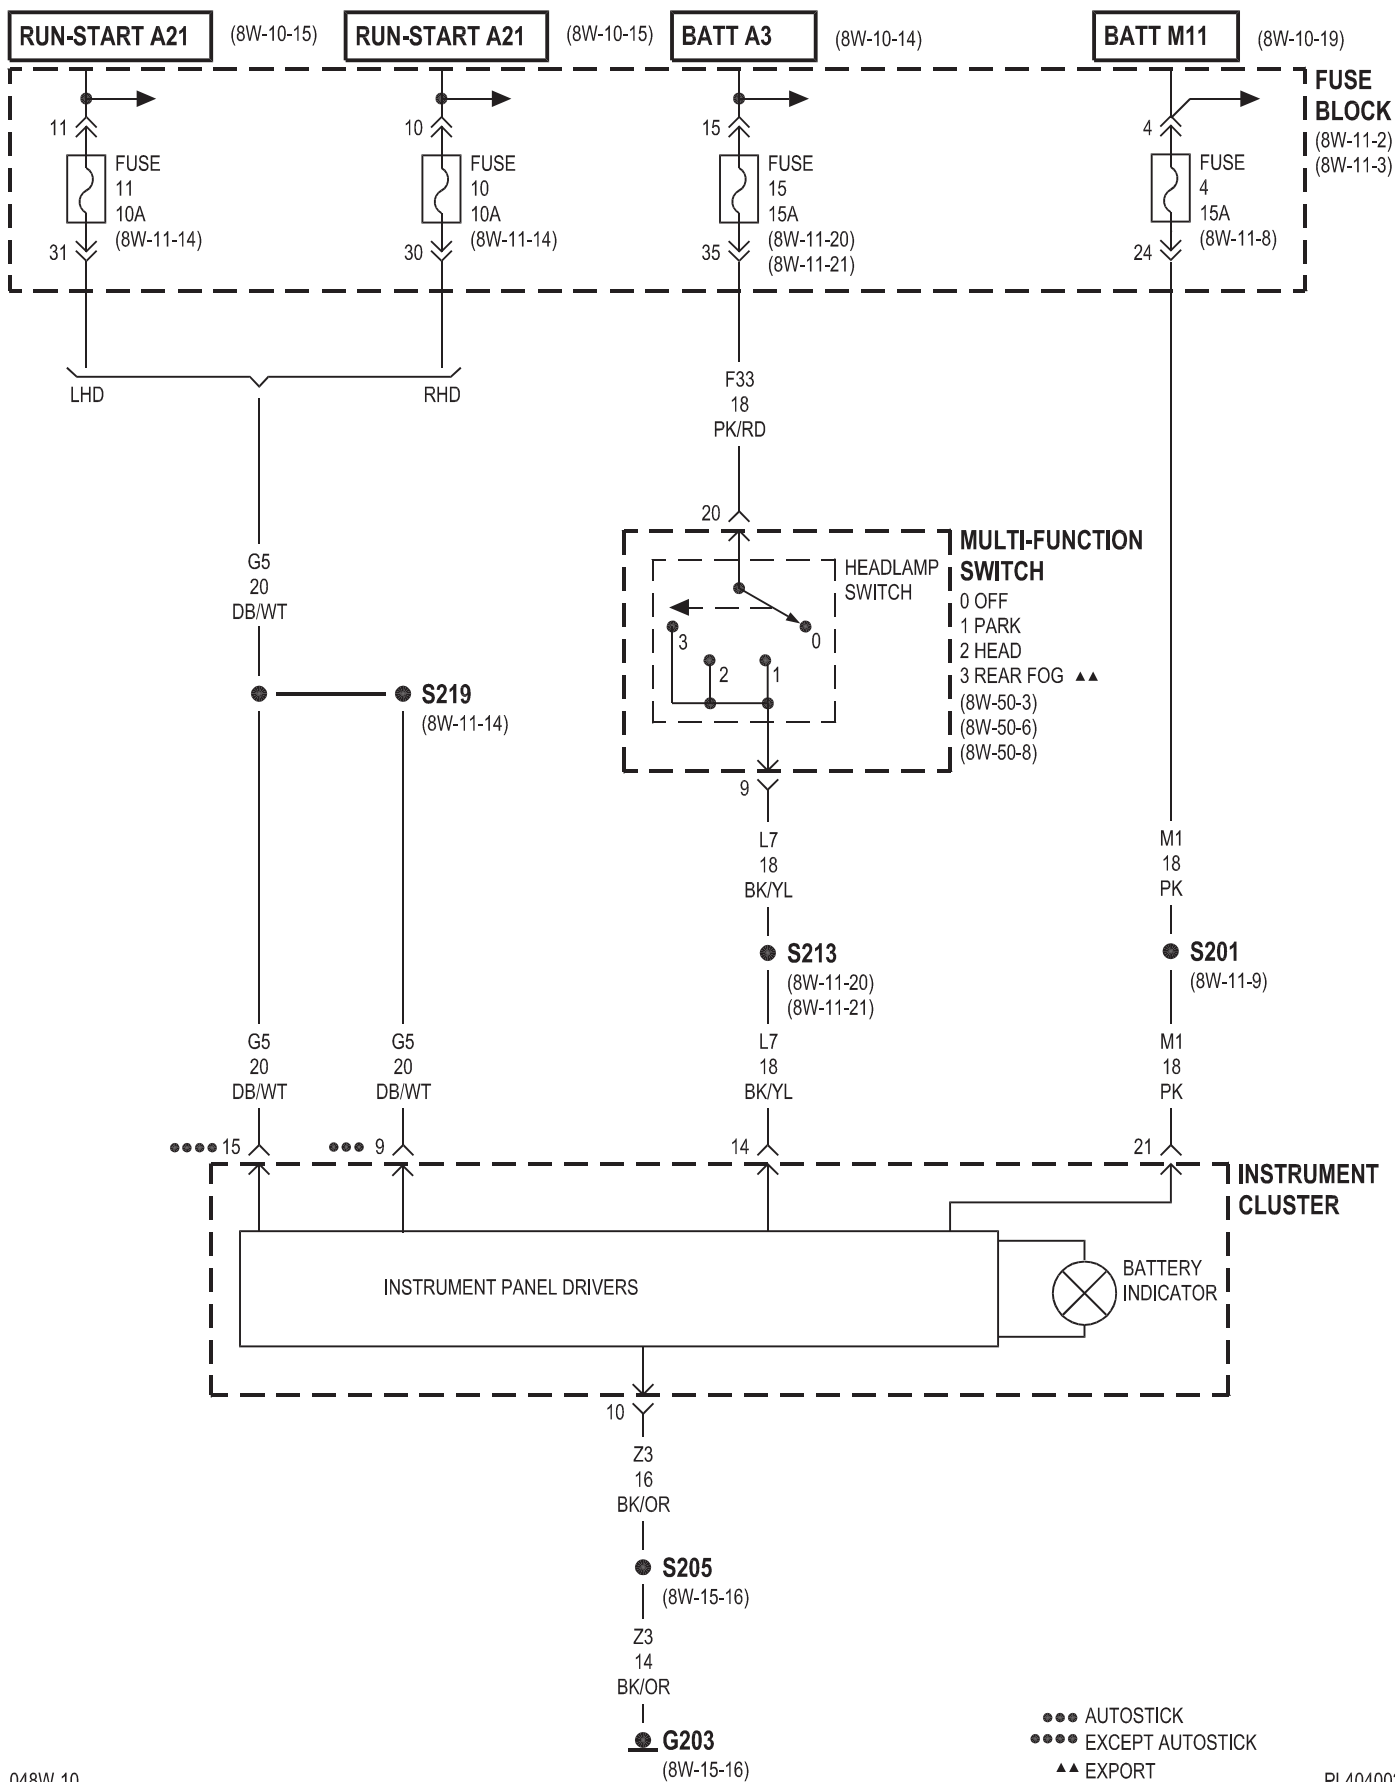 RUN-START A21
(8W-10-15)
RUN-START A21
(8W-10-15)
BATT A3
(8W-10-14)
BATT M11
(8W-10-19)
FUSE
BLOCK
(8W-11-2)
(8W-11-3)
11
FUSE
11
10A
(8W-11-14)
31
10
FUSE
10
10A
(8W-11-14)
30
15
FUSE
15
15A
(8W-11-20)
(8W-11-21)
35
4
FUSE
4
15A
(8W-11-8)
24
LHD
RHD
F33
18
PK/RD
G5
20
DB/WT
20
MULTI-FUNCTION
SWITCH
0 OFF
1 PARK
2 HEAD
3 REAR FOG ▲▲
(8W-50-3)
(8W-50-6)
(8W-50-8)
HEADLAMP
SWITCH
3
2
1
0
S219
(8W-11-14)
9
L7
18
BK/YL
M1
18
PK
S213
(8W-11-20)
(8W-11-21)
S201
(8W-11-9)
G5
20
DB/WT
G5
20
DB/WT
L7
18
BK/YL
M1
18
PK
●●●● 15
●●● 9
14
21
INSTRUMENT
CLUSTER
INSTRUMENT PANEL DRIVERS
BATTERY
INDICATOR
10
Z3
16
BK/OR
S205
(8W-15-16)
Z3
14
BK/OR
G203
(8W-15-16)
●●● AUTOSTICK
●●●● EXCEPT AUTOSTICK
▲▲ EXPORT